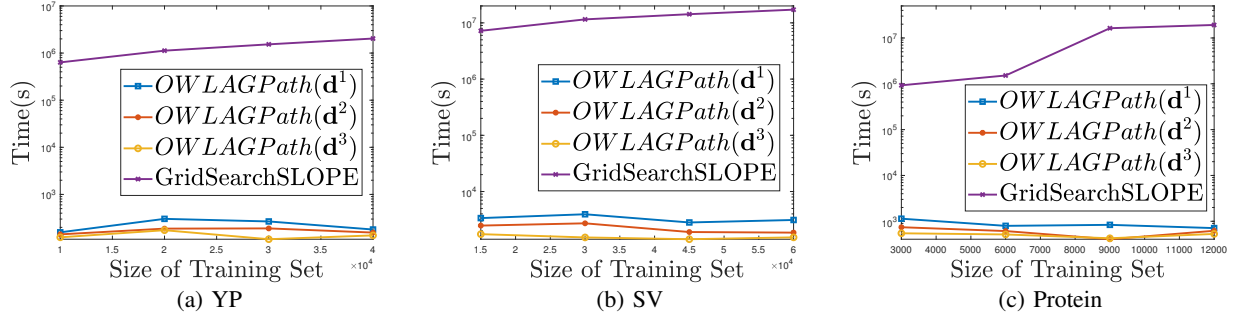 10^7
10^6
10^5
10^4
10^3
Time(s)
OWLAGPath(d^1)
OWLAGPath(d^2)
OWLAGPath(d^3)
GridSearchSLOPE
1 1.5 2 2.5 3 3.5 4
×10^4
Size of Training Set
(a) YP
10^7
10^6
10^5
10^4
Time(s)
OWLAGPath(d^1)
OWLAGPath(d^2)
OWLAGPath(d^3)
GridSearchSLOPE
1.5 2 2.5 3 3.5 4 4.5 5 5.5 6
×10^4
Size of Training Set
(b) SV
10^7
10^6
10^5
10^4
10^3
Time(s)
OWLAGPath(d^1)
OWLAGPath(d^2)
OWLAGPath(d^3)
GridSearchSLOPE
3000 4000 5000 6000 7000 8000 9000 10000 11000 12000
Size of Training Set
(c) Protein